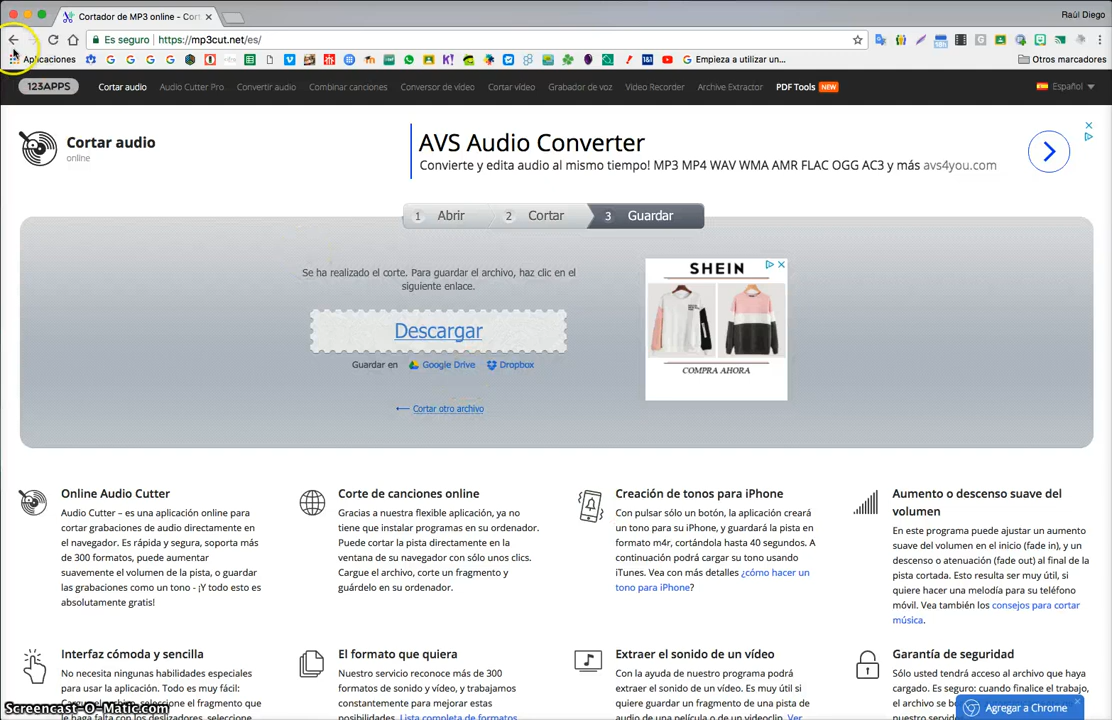 Cortador de MP3 online - Cort
Raúl Diego
Es seguro
https://mp3cut.net/es/
Aplicaciones
Empieza a utilizar un...
Otros marcadores
123APPS
Cortar audio
Audio Cutter Pro
Convertir audio
Combinar canciones
Conversor de vídeo
Cortar vídeo
Grabador de voz
Video Recorder
Archive Extractor
PDF Tools NEW
Español
Cortar audio
online
AVS Audio Converter
Convierte y edita audio al mismo tiempo! MP3 MP4 WAV WMA AMR FLAC OGG AC3 y más avs4you.com
1 Abrir
2 Cortar
3 Guardar
Se ha realizado el corte. Para guardar el archivo, haz clic en el
siguiente enlace.
Descargar
Guardar en Google Drive Dropbox
Cortar otro archivo
SHEIN
COMPRA AHORA
Online Audio Cutter
Audio Cutter – es una aplicación online para
cortar grabaciones de audio directamente en
el navegador. Es rápida y segura, soporta más
de 300 formatos, puede aumentar
suavemente el volumen de la pista, o guardar
las grabaciones como un tono - ¡Y todo esto es
absolutamente gratis!
Corte de canciones online
Gracias a nuestra flexible aplicación, ya no
tiene que instalar programas en su ordenador.
Puede cortar la pista directamente en la
ventana de su navegador con sólo unos clics.
Cargue el archivo, corte un fragmento y
guárdelo en su ordenador.
Creación de tonos para iPhone
Con pulsar sólo un botón, la aplicación creará
un tono para su iPhone, y guardará la pista en
formato m4r, cortándola hasta 40 segundos. A
continuación podrá cargar su tono usando
iTunes. Vea con más detalles ¿cómo hacer un
tono para iPhone?
Aumento o descenso suave del
volumen
En este programa puede ajustar un aumento
suave del volumen en el inicio (fade in), y un
descenso o atenuación (fade out) al final de la
pista cortada. Esto resulta ser muy útil, si
quiere hacer una melodía para su teléfono
móvil. Vea también los consejos para cortar
música.
Interfaz cómoda y sencilla
No necesita ningunas habilidades especiales
para usar la aplicación. Todo es muy fácil:
seleccione el fragmento
El formato que quiera
Nuestro servicio reconoce más de 300
formatos de sonido y vídeo, y trabajamos
constantemente para mejorar estas
posibilidades. Lista completa de formatos
Extraer el sonido de un vídeo
Con la ayuda de nuestro programa podrá
extraer el sonido de un vídeo. Es muy útil si
quiere guardar un fragmento de audio de una
película o de un videoclip. Ver
Garantía de seguridad
Sólo usted tendrá acceso al archivo que haya
cargado. Es seguro: cuando finalice el trabajo,
el archivo se
Agregar a Chrome
Screencast-O-Matic.com